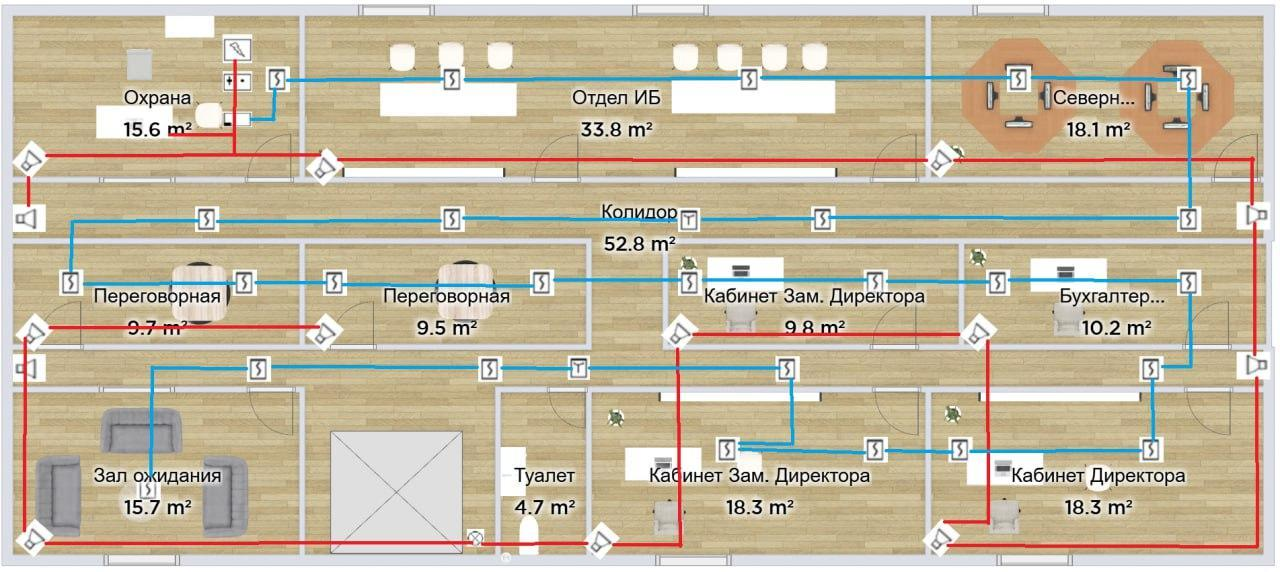 Охрана
15.6 m²
Отдел ИБ
33.8 m²
Северн...
18.1 m²
Колидор
52.8 m²
Переговорная
9.7 m²
Переговорная
9.5 m²
Кабинет Зам. Директора
9.8 m²
Бухгалтер...
10.2 m²
Зал ожидания
15.7 m²
Туалет
4.7 m²
Кабинет Зам. Директора
18.3 m²
Кабинет Директора
18.3 m²